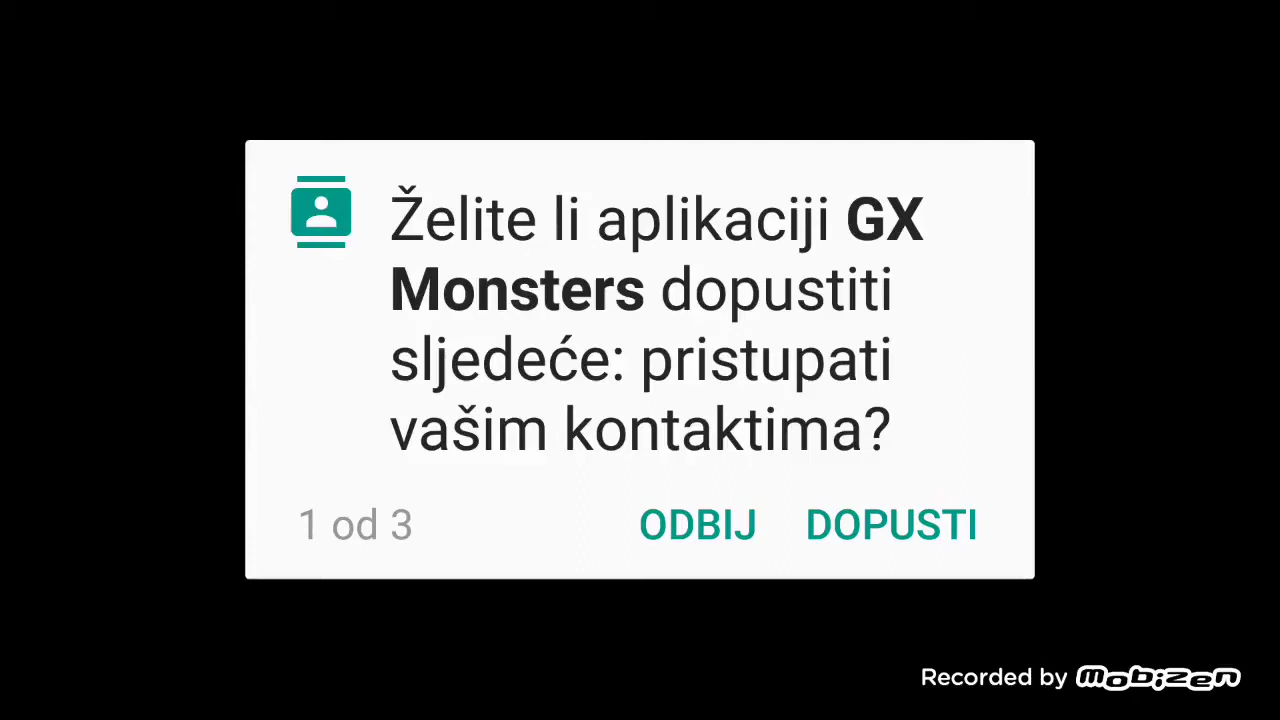 Želite li aplikaciji GX
Monsters dopustiti
sljedeće: pristupati
vašim kontaktima?
1 od 3 ODBIJ DOPUSTI
Recorded by Mobizen